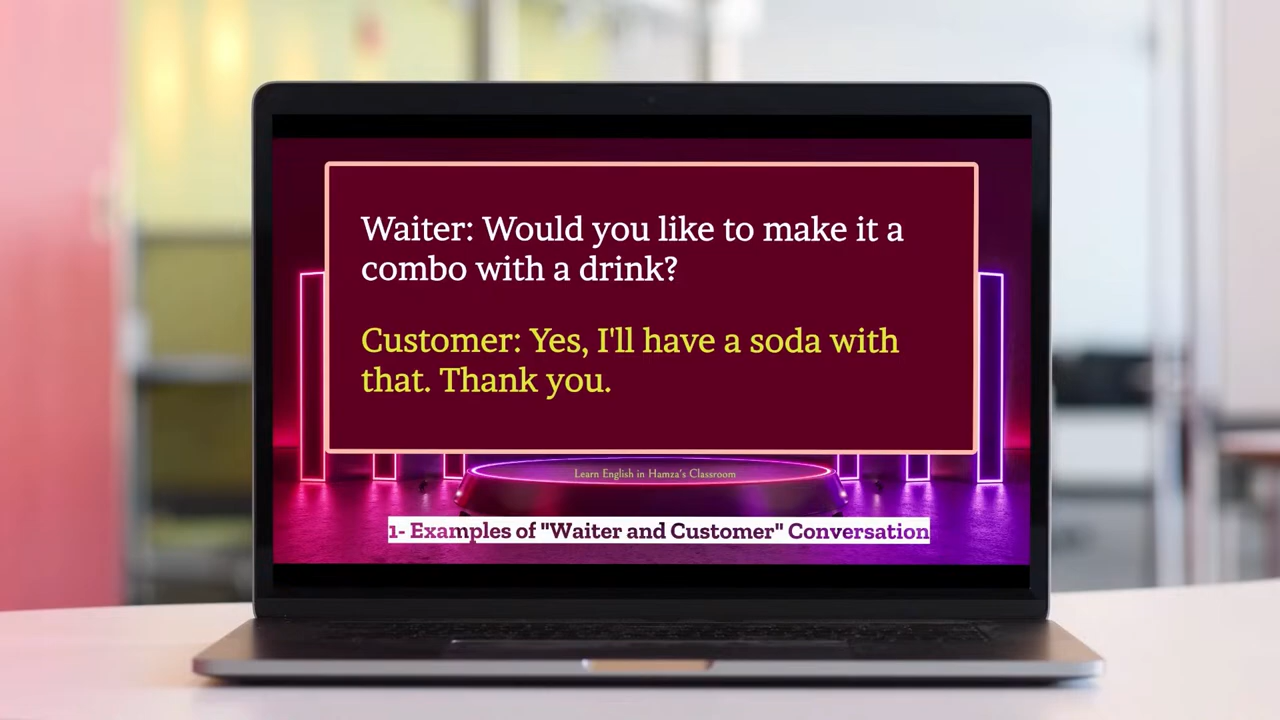 Waiter: Would you like to make it a
combo with a drink?
Customer: Yes, I'll have a soda with
that. Thank you.
Learn English in Hamza's Classroom
1- Examples of "Waiter and Customer" Conversation